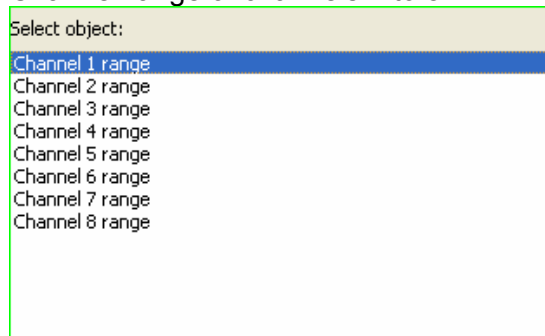 Select object:
Channel 1 range
Channel 2 range
Channel 3 range
Channel 4 range
Channel 5 range
Channel 6 range
Channel 7 range
Channel 8 range